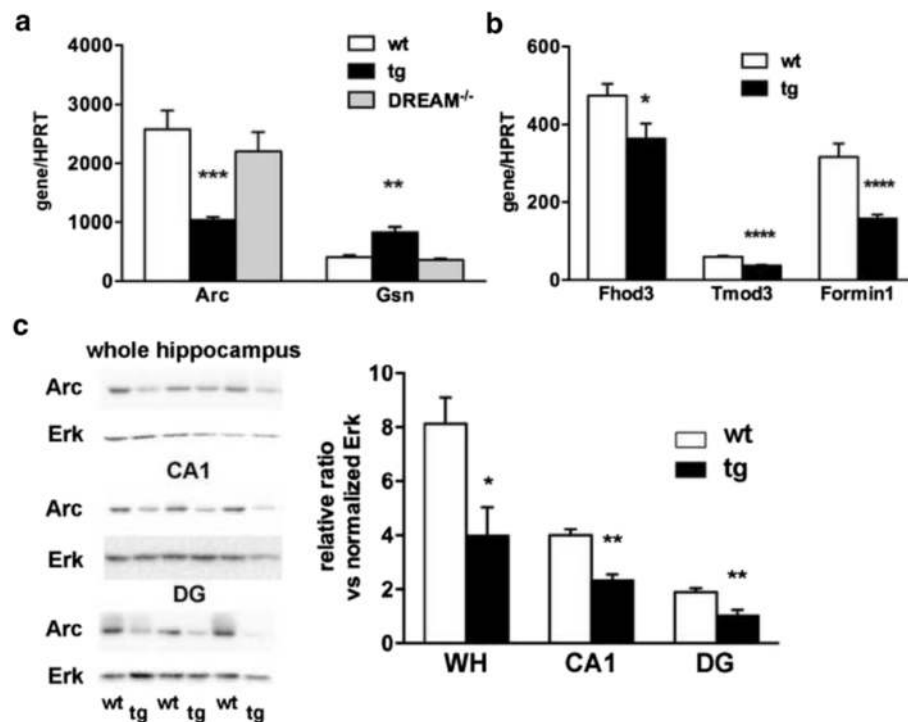 a
4000
3000
2000
1000
0
gene/HPRT
wt
tg
DREAM-/-
***
**
Arc
Gsn
b
600
400
200
0
gene/HPRT
wt
tg
*
****
****
Fhod3
Tmod3
Formin1
c
whole hippocampus
Arc
Erk
CA1
Arc
Erk
DG
Arc
Erk
wt tg wt tg wt tg
10
8
6
4
2
0
relative ratio
vs normalized Erk
wt
tg
*
**
**
WH
CA1
DG